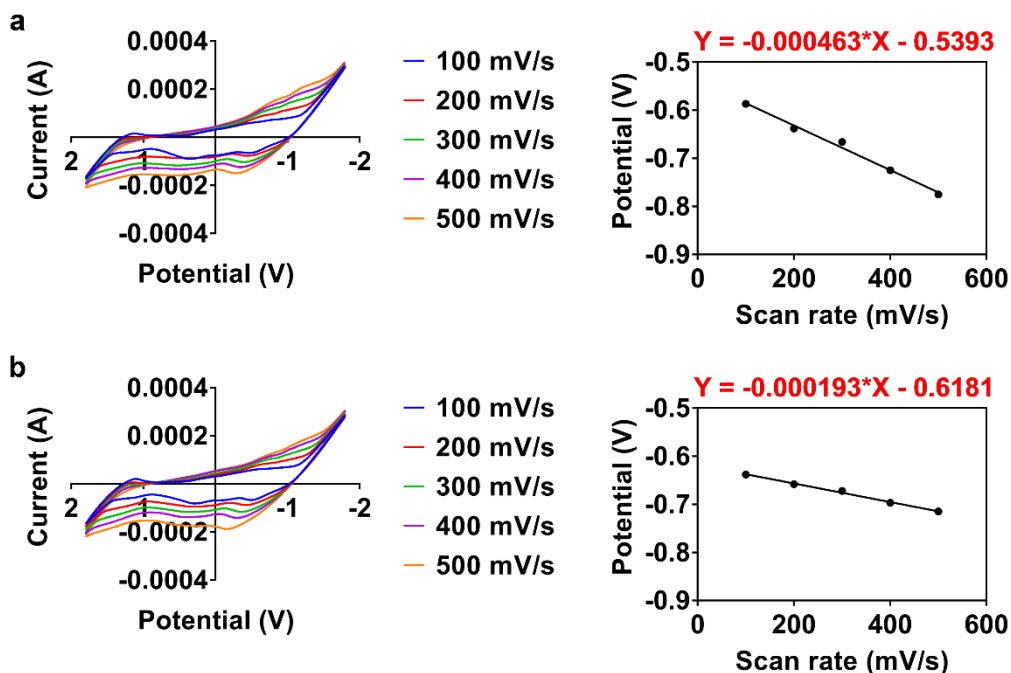 a
0.0004
0.0002
-0.0002
-0.0004
2
1
-1
-2
Current (A)
Potential (V)
100 mV/s
200 mV/s
300 mV/s
400 mV/s
500 mV/s
Y = -0.000463*X - 0.5393
-0.5
-0.6
-0.7
-0.8
-0.9
0
200
400
600
Potential (V)
Scan rate (mV/s)
b
0.0004
0.0002
-0.0002
-0.0004
2
1
-1
-2
Current (A)
Potential (V)
100 mV/s
200 mV/s
300 mV/s
400 mV/s
500 mV/s
Y = -0.000193*X - 0.6181
-0.5
-0.6
-0.7
-0.8
-0.9
0
200
400
600
Potential (V)
Scan rate (mV/s)